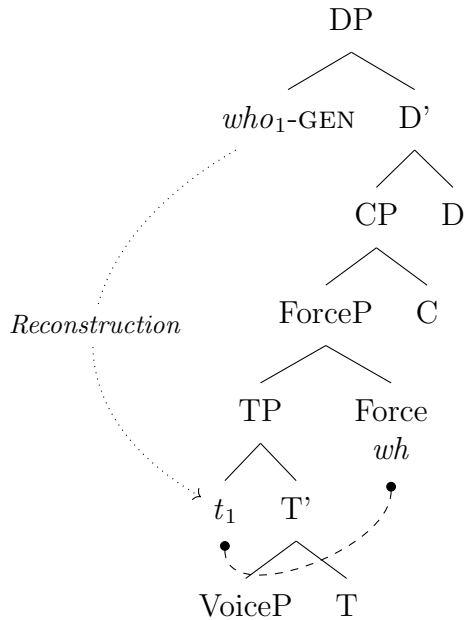 DP
who₁-GEN D’
CP D
ForceP C
Reconstruction
TP Force
wh
t₁ T’
VoiceP T